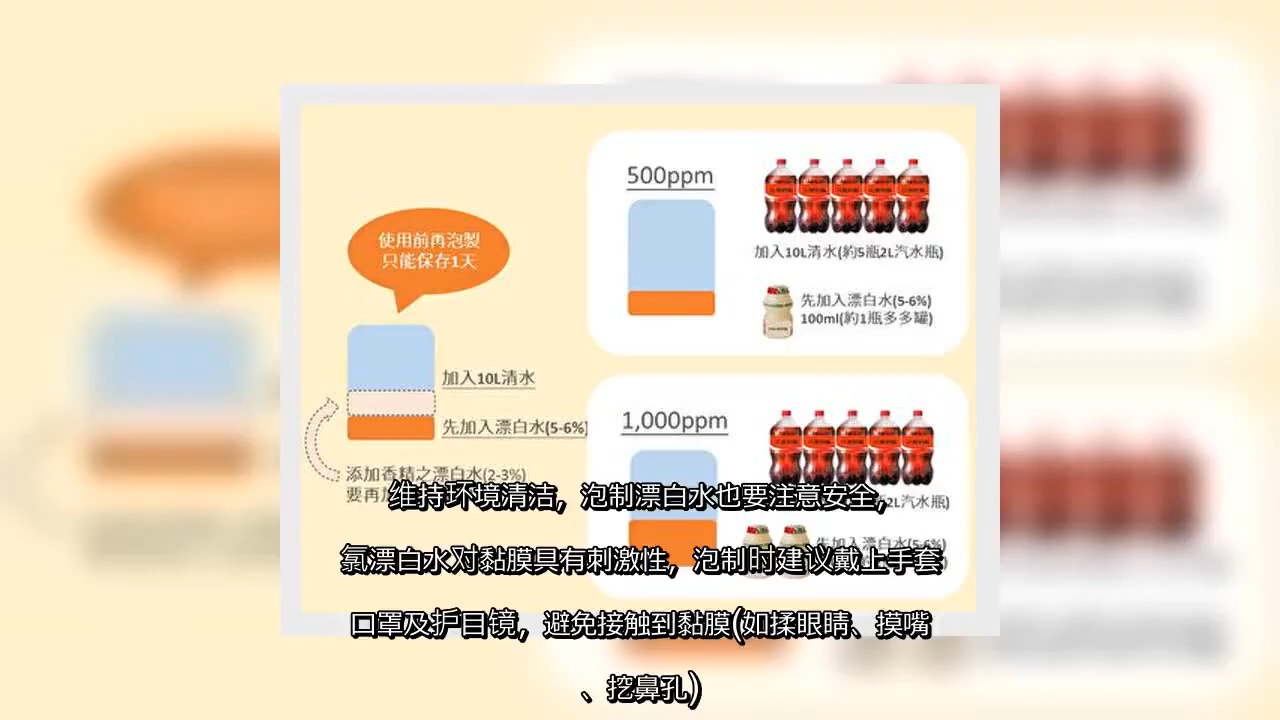 使用前再泡製
只能保存1天
加入10L清水
先加入漂白水(5-6%)
添加香精之漂白水(2-3%)
要再
500ppm
加入10L清水(約5瓶2L汽水瓶)
先加入漂白水(5-6%)
100ml(約1瓶多多罐)
1,000ppm
2L汽水瓶)
先加入漂白水(5-6%)
维持环境清洁，泡制漂白水也要注意安全，
氯漂白水对黏膜具有刺激性，泡制时建议戴上手套
口罩及护目镜，避免接触到黏膜(如揉眼睛、摸嘴
、挖鼻孔)